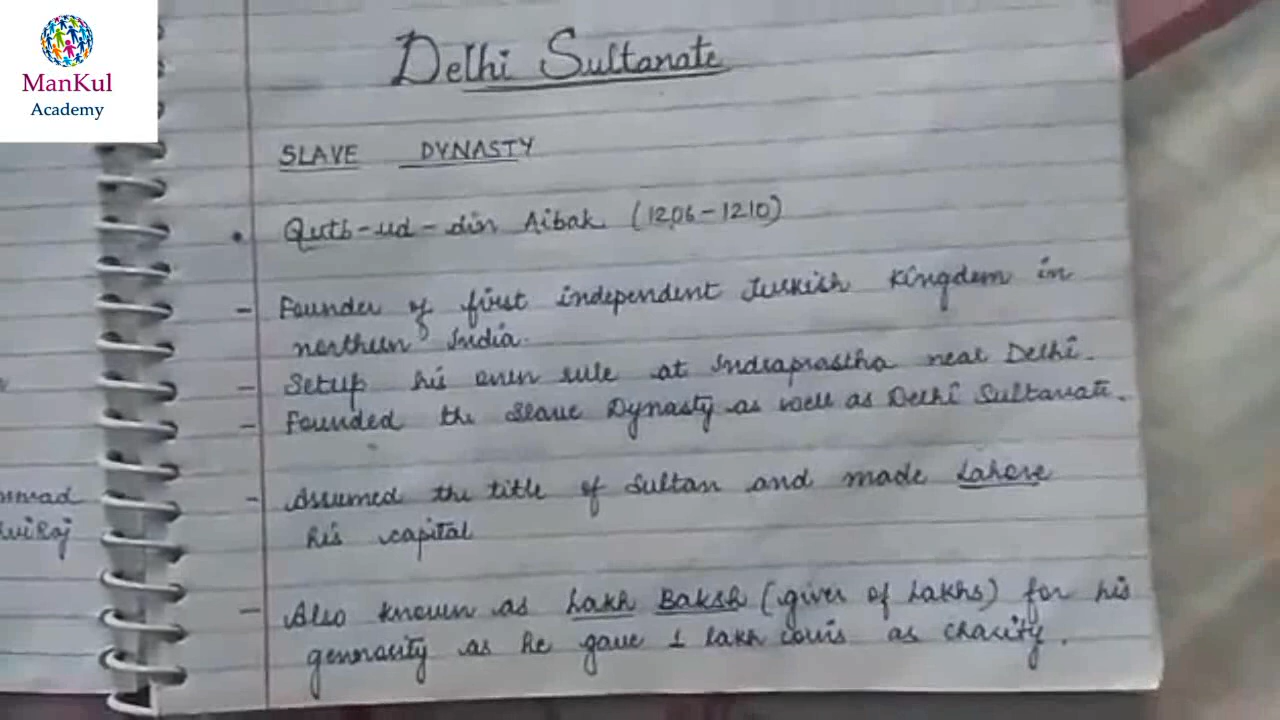 ManKul
Academy
Delhi Sultanate
SLAVE DYNASTY
• Qutb-ud-din Aibak (1206-1210)
- Founder of first independent Turkish Kingdom in
northern India.
- Setup his own rule at Indraprastha near Delhi.
- Founded the Slave Dynasty as well as Delhi Sultanate.
- Assumed the title of Sultan and made Lahore
his capital
- Also known as Lakh Baksh (giver of Lakhs) for his
generosity as he gave 1 lakh cows as charity.